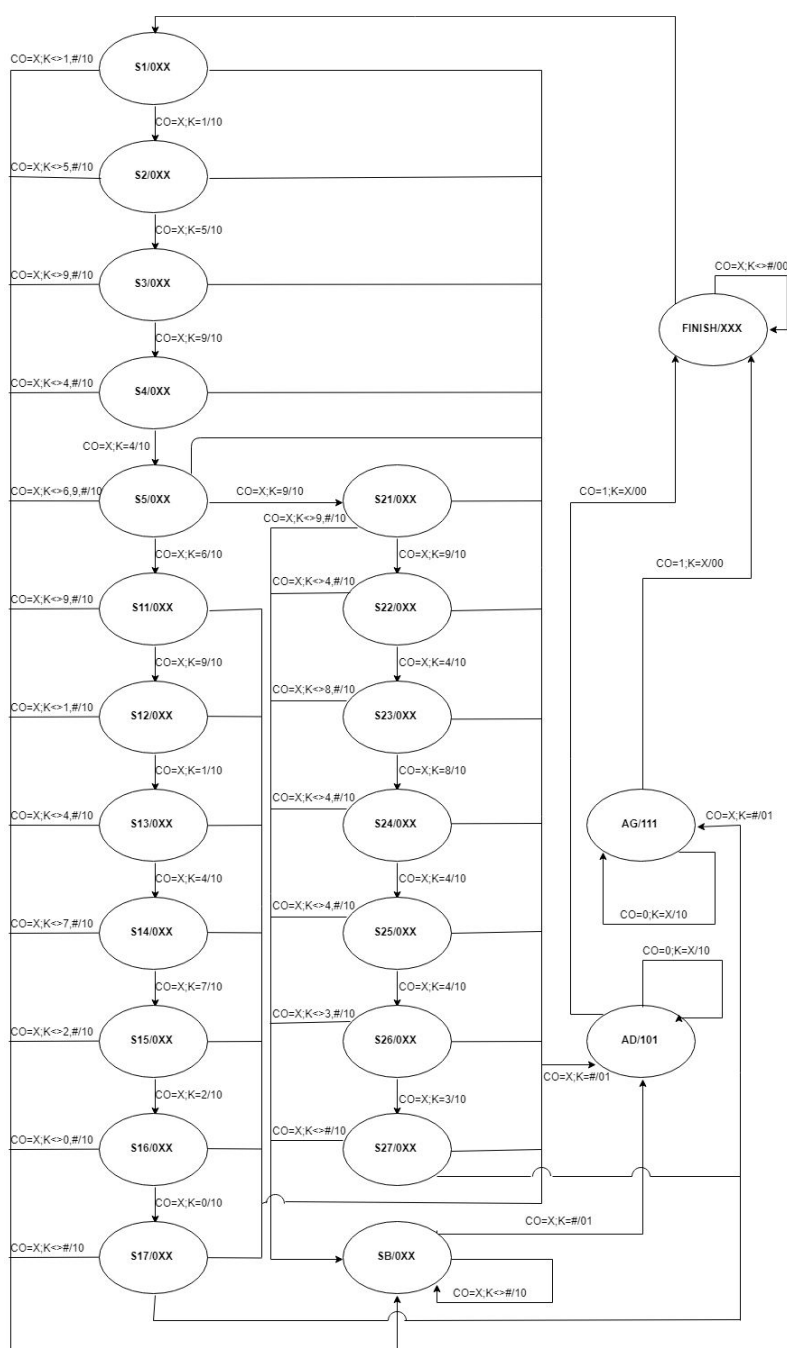 CO=X;K<>1,#/10
S1/0XX
CO=X;K=1/10
CO=X;K<>5,#/10
S2/0XX
CO=X;K=5/10
CO=X;K<>9,#/10
S3/0XX
CO=X;K=9/10
CO=X;K<>4,#/10
S4/0XX
CO=X;K=4/10
CO=X;K<>6,9,#/10
S5/0XX
CO=X;K=6/10
CO=X;K<>9,#/10
S11/0XX
CO=X;K=9/10
CO=X;K<>1,#/10
S12/0XX
CO=X;K=1/10
CO=X;K<>4,#/10
S13/0XX
CO=X;K=4/10
CO=X;K<>7,#/10
S14/0XX
CO=X;K=7/10
CO=X;K<>2,#/10
S15/0XX
CO=X;K=2/10
CO=X;K<>0,#/10
S16/0XX
CO=X;K=0/10
CO=X;K<>#/10
S17/0XX
CO=X;K=9/10
S21/0XX
CO=X;K<>9,#/10
CO=X;K=9/10
CO=X;K<>4,#/10
S22/0XX
CO=X;K=4/10
CO=X;K<>8,#/10
S23/0XX
CO=X;K=8/10
CO=X;K<>4,#/10
S24/0XX
CO=X;K=4/10
CO=X;K<>4,#/10
S25/0XX
CO=X;K=4/10
CO=X;K<>3,#/10
S26/0XX
CO=X;K=3/10
CO=X;K<>#/10
S27/0XX
CO=X;K=#/01
SB/0XX
CO=X;K<>#/10
CO=X;K<>#/00
FINISH/XXX
CO=1;K=X/00
CO=1;K=X/00
CO=X;K=#/01
AG/111
CO=0;K=X/10
CO=0;K=X/10
AD/101
CO=X;K=#/01